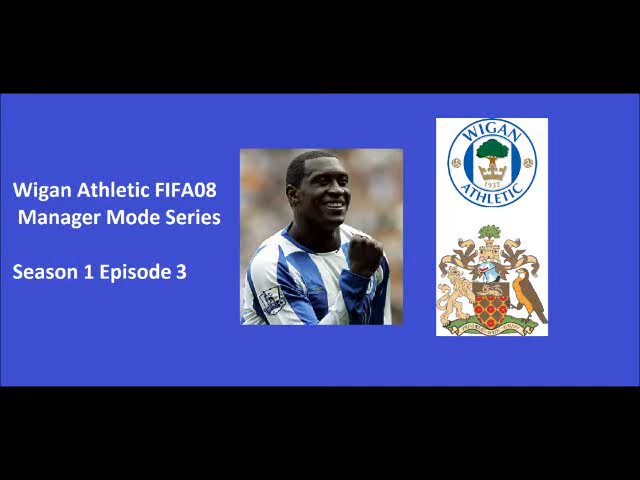 Wigan Athletic FIFA08
Manager Mode Series
Season 1 Episode 3
WIGAN
1932
ATHLETIC